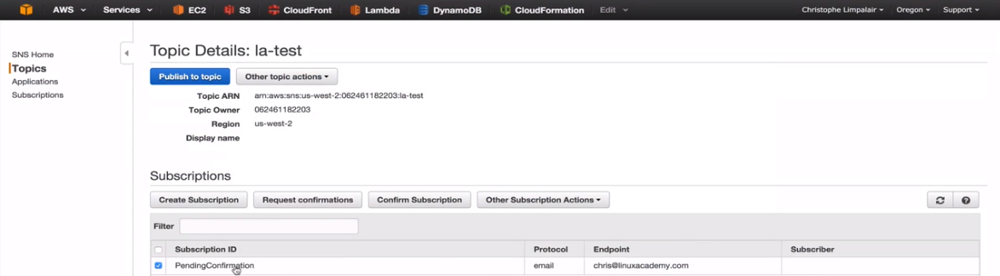 AWS Services EC2 S3 CloudFront Lambda DynamoDB CloudFormation Edit Christophe Limpalair Oregon Support
SNS Home
Topics
Applications
Subscriptions
Topic Details: la-test
Publish to topic Other topic actions
Topic ARN arn:aws:sns:us-west-2:062461182203:la-test
Topic Owner 062461182203
Region us-west-2
Display name
Subscriptions
Create Subscription Request confirmations Confirm Subscription Other Subscription Actions
Filter
Subscription ID Protocol Endpoint Subscriber
PendingConfirmation email chris@linuxacademy.com